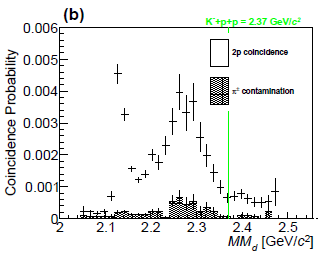 (b)
K⁻+p+p = 2.37 GeV/c²
0.006
0.005
0.004
0.003
0.002
0.001
0
Coincidence Probability
2p coincidence
π± contamination
2 2.1 2.2 2.3 2.4 2.5
MM_d [GeV/c²]